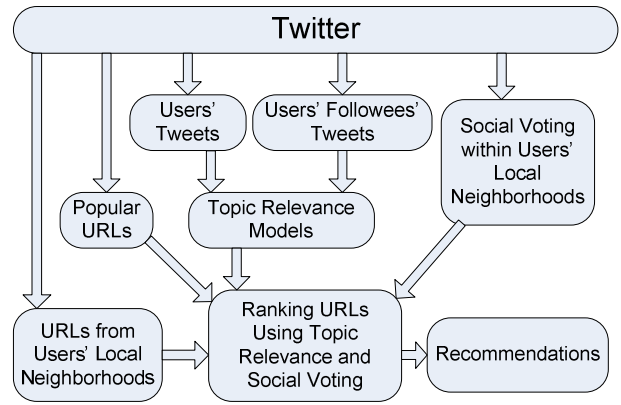 Twitter
Users'
Tweets
Users' Followees'
Tweets
Social Voting
within Users'
Local
Neighborhoods
Popular
URLs
Topic Relevance
Models
URLs from
Users' Local
Neighborhoods
Ranking URLs
Using Topic
Relevance and
Social Voting
Recommendations